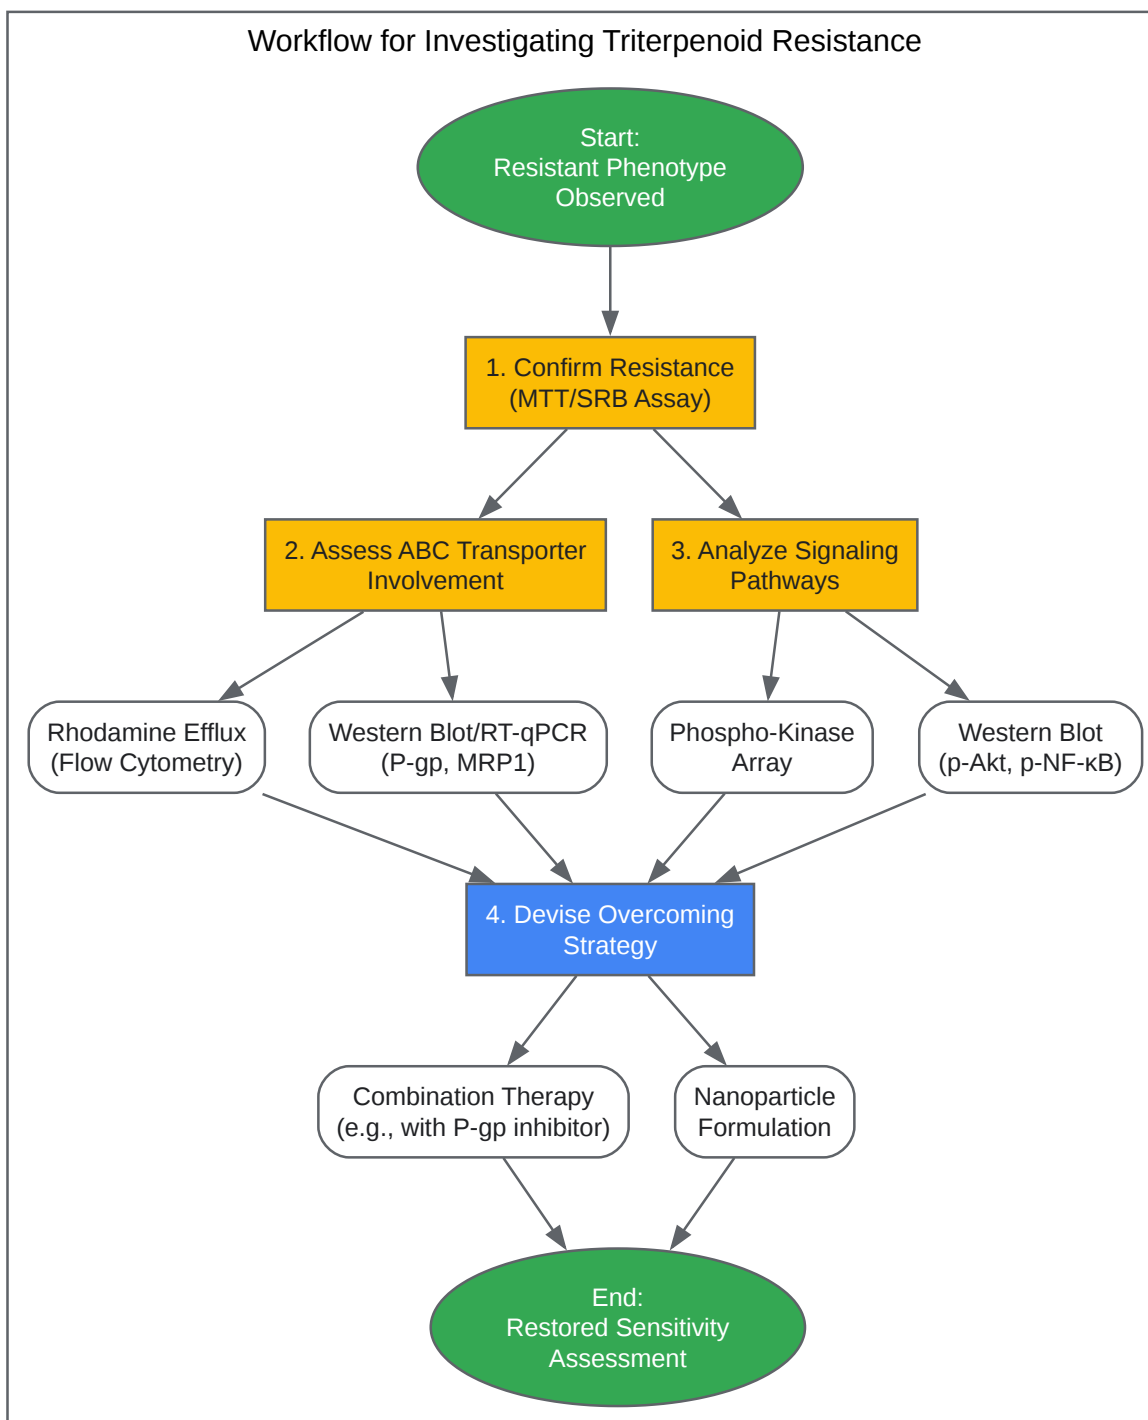 Workflow for Investigating Triterpenoid Resistance
Start:
Resistant Phenotype
Observed
1. Confirm Resistance
(MTT/SRB Assay)
2. Assess ABC Transporter
Involvement
3. Analyze Signaling
Pathways
Rhodamine Efflux
(Flow Cytometry)
Western Blot/RT-qPCR
(P-gp, MRP1)
Phospho-Kinase
Array
Western Blot
(p-Akt, p-NF-κB)
4. Devise Overcoming
Strategy
Combination Therapy
(e.g., with P-gp inhibitor)
Nanoparticle
Formulation
End:
Restored Sensitivity
Assessment